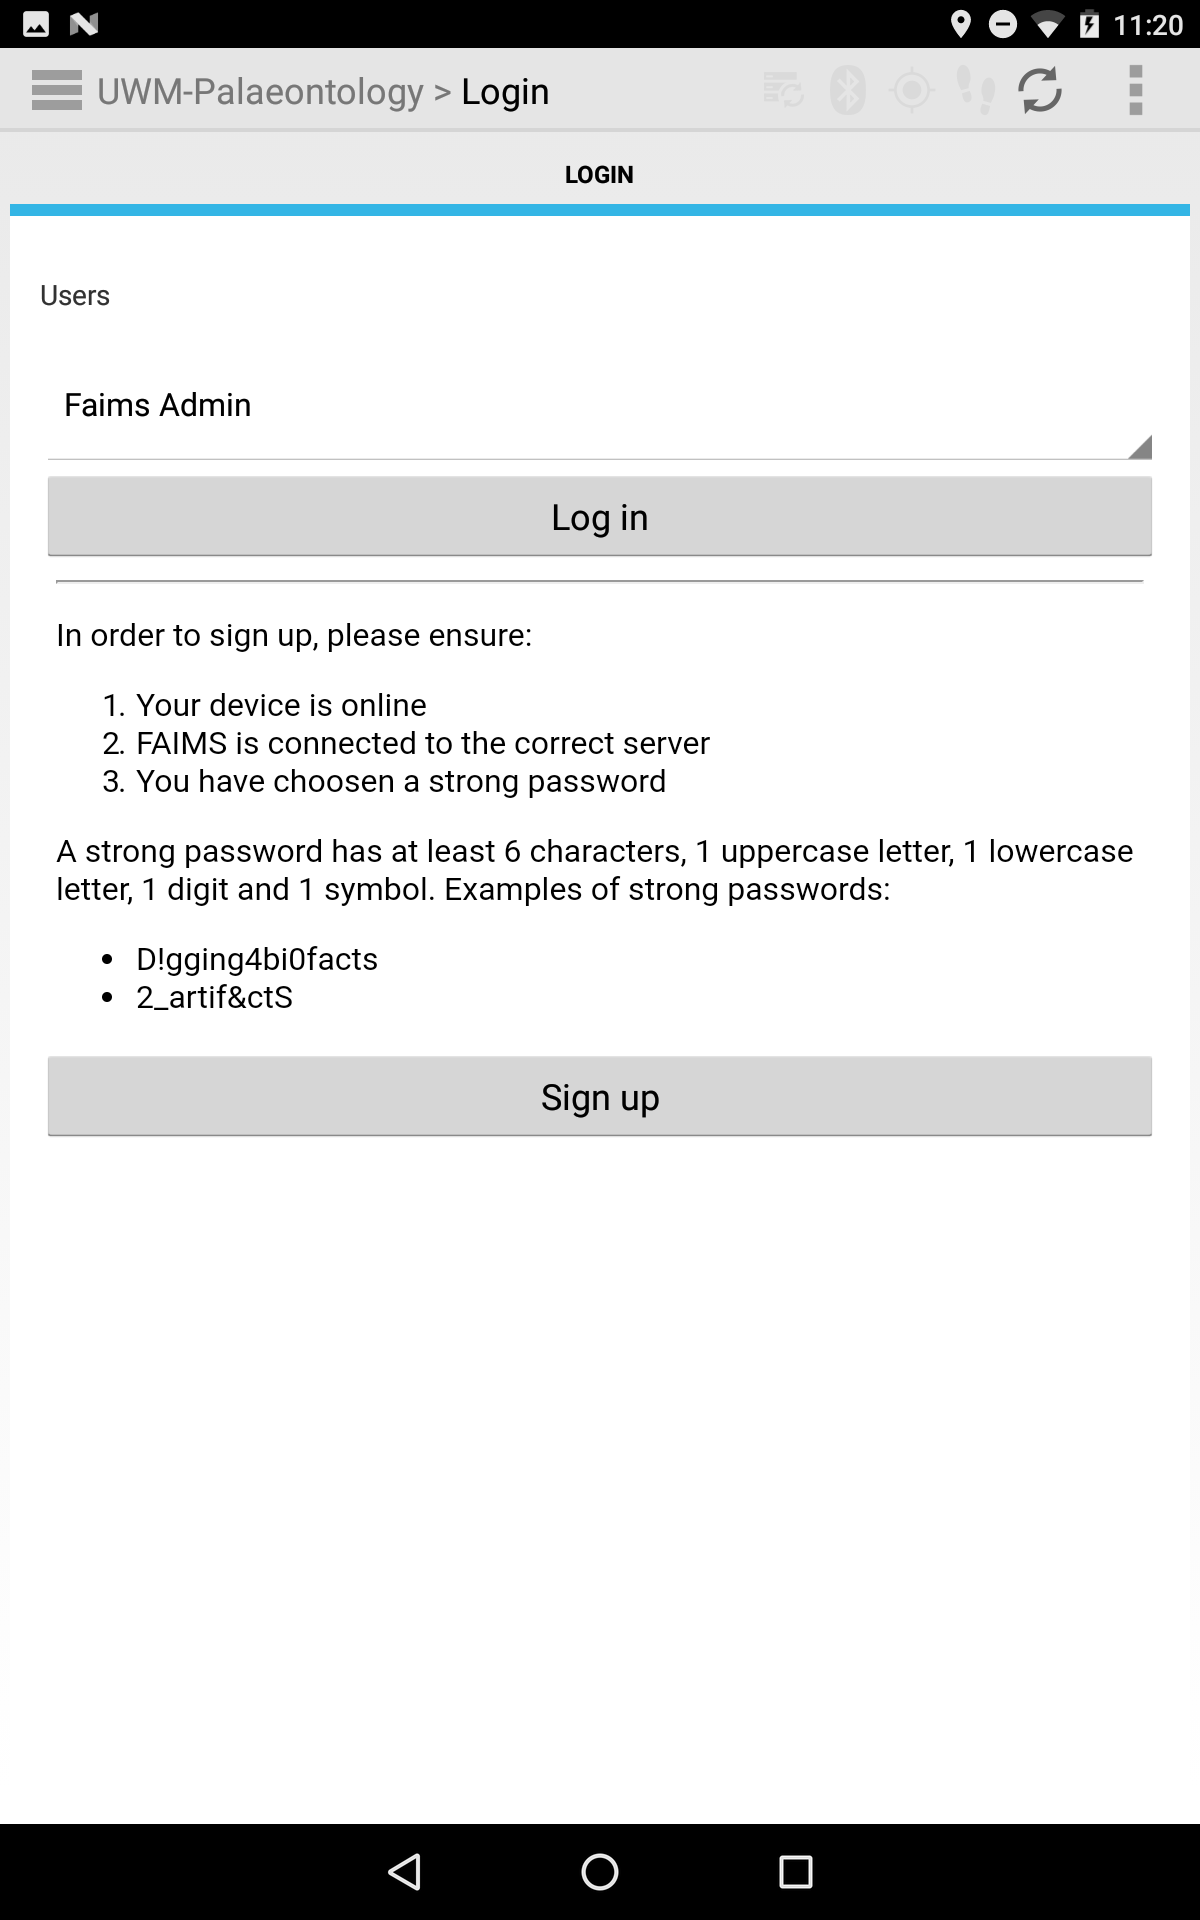 11:20
UWM-Palaeontology > Login
LOGIN
Users
Faims Admin
Log in
In order to sign up, please ensure:
1. Your device is online
2. FAIMS is connected to the correct server
3. You have choosen a strong password
A strong password has at least 6 characters, 1 uppercase letter, 1 lowercase
letter, 1 digit and 1 symbol. Examples of strong passwords:
• D!gging4bi0facts
• 2_artif&ctS
Sign up